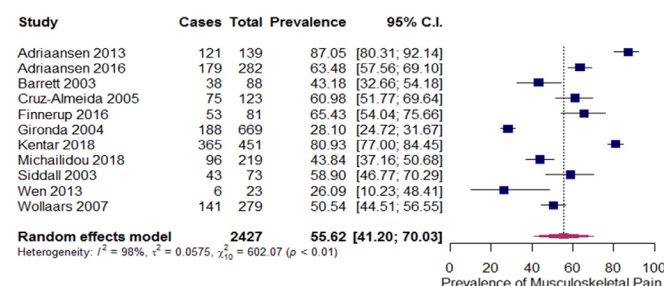 Study Cases Total Prevalence 95% C.I.
Adriaansen 2013 121 139 87.05 [80.31; 92.14]
Adriaansen 2016 179 282 63.48 [57.56; 69.10]
Barrett 2003 38 88 43.18 [32.66; 54.18]
Cruz-Almeida 2005 75 123 60.98 [51.77; 69.64]
Finnerup 2016 53 81 65.43 [54.04; 75.66]
Gironda 2004 188 669 28.10 [24.72; 31.67]
Kentar 2018 365 451 80.93 [77.00; 84.45]
Michailidou 2018 96 219 43.84 [37.16; 50.68]
Siddall 2003 43 73 58.90 [46.77; 70.29]
Wen 2013 6 23 26.09 [10.23; 48.41]
Wollaars 2007 141 279 50.54 [44.51; 56.55]
Random effects model 2427 55.62 [41.20; 70.03]
Heterogeneity: I² = 98%, τ² = 0.0575, χ²₁₀ = 602.07 (p < 0.01)
0 20 40 60 80 100
Prevalence of Musculoskeletal Pain